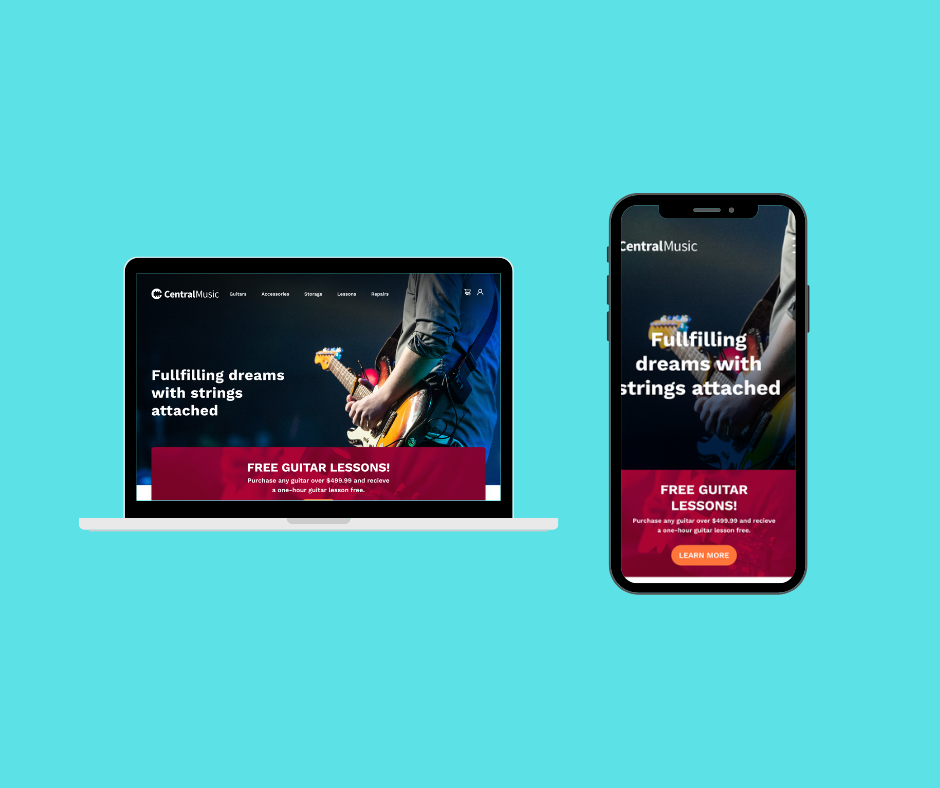 CentralMusic Guitars Accessories Storage Lessons Repairs
Fullfilling dreams
with strings
attached
FREE GUITAR LESSONS!
Purchase any guitar over $499.99 and recieve
a one-hour guitar lesson free.
CentralMusic
Fullfilling
dreams with
strings attached
FREE GUITAR
LESSONS!
Purchase any guitar over $499.99 and recieve
a one-hour guitar lesson free.
LEARN MORE